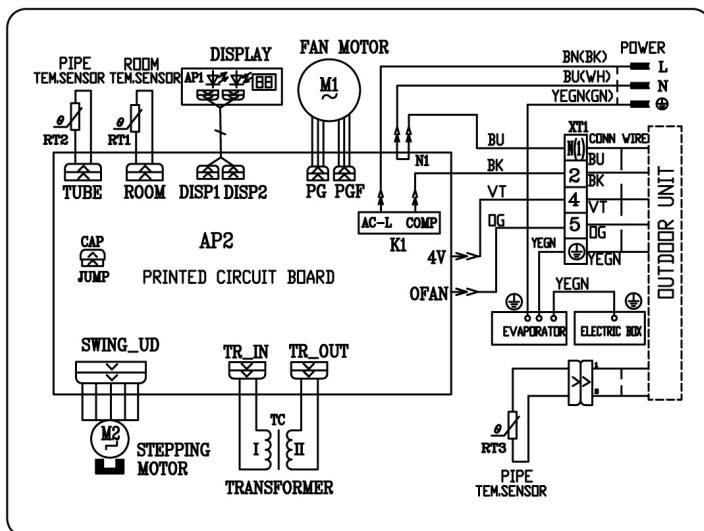 PIPE
TEM.SENSOR
ROOM
TEM.SENSOR
DISPLAY
AP1
FAN MOTOR
M1
~
POWER
BN(BK)
L
BU(WH)
N
YEGN(GN)
θ
RT2
θ
RT1
XT1
CONN WIRE
N1
BU
N(1)
BU
BK
2
BK
VT
4
VT
OG
5
OG
YEGN
YEGN
YEGN
OUTDOOR UNIT
TUBE
ROOM
DISP1
DISP2
PG
PGF
AC-L
COMP
K1
4V
OFAN
CAP
JUMP
AP2
PRINTED CIRCUIT BOARD
EVAPORATOR
ELECTRIC BOX
SWING_UD
TR_IN
TR_OUT
M2
STEPPING
MOTOR
TC
I
II
TRANSFORMER
θ
RT3
1
PIPE
TEM.SENSOR